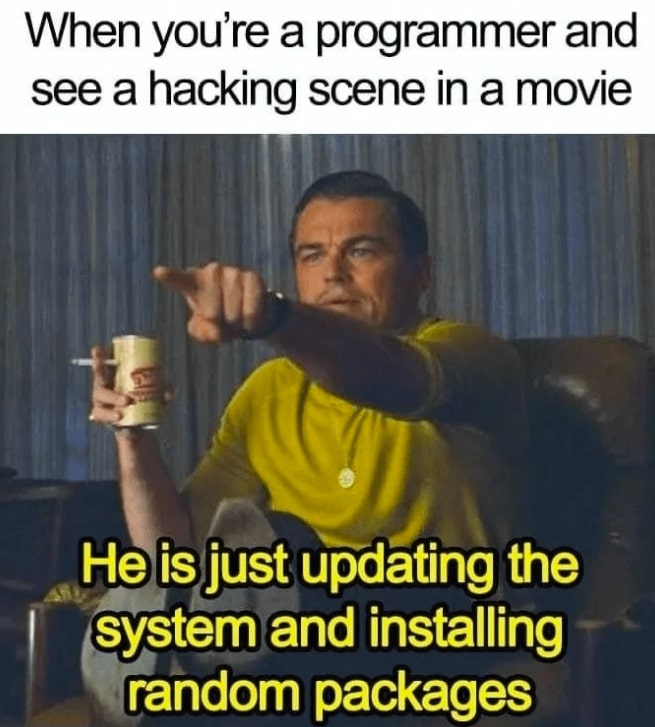 When you're a programmer and
see a hacking scene in a movie
He is just updating the
system and installing
random packages